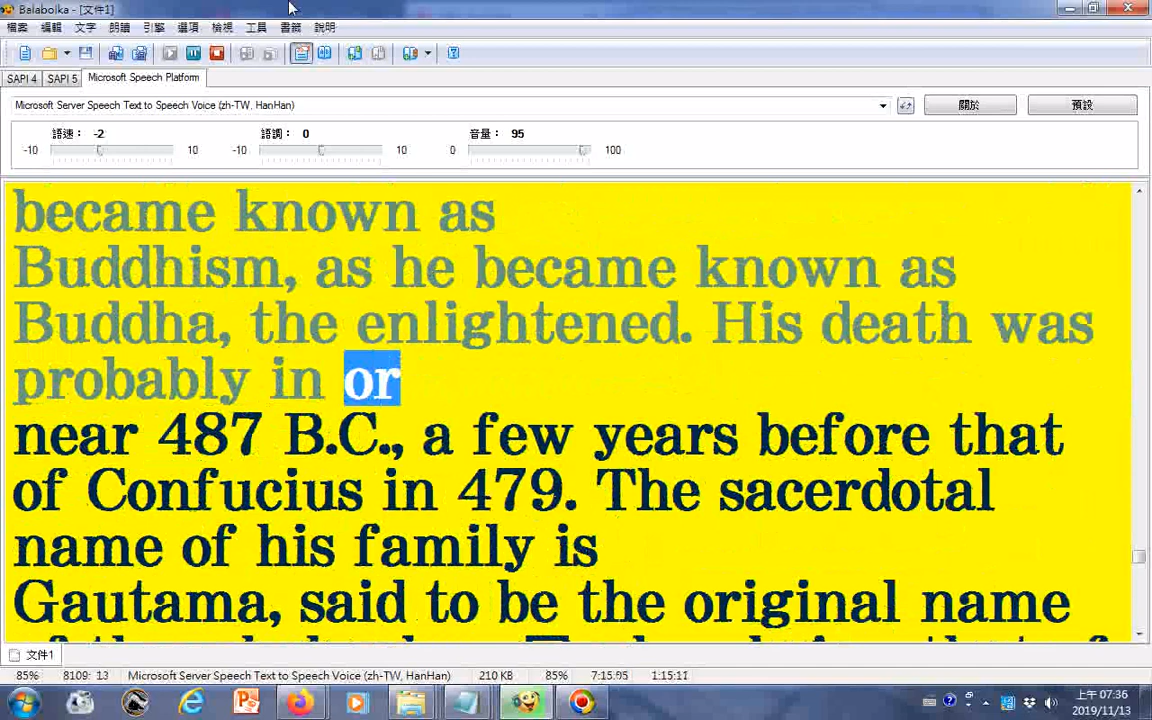 Balabolka - [文件1]
檔案 編輯 文字 朗讀 引擎 選項 檢視 工具 書籤 說明
SAPI 4 SAPI 5 Microsoft Speech Platform
Microsoft Server Speech Text to Speech Voice (zh-TW, HanHan) 關於 預設
語速： -2 語調： 0 音量： 95
-10 10 -10 10 0 100
became known as
Buddhism, as he became known as
Buddha, the enlightened. His death was
probably in or
near 487 B.C., a few years before that
of Confucius in 479. The sacerdotal
name of his family is
Gautama, said to be the original name
文件1
85% 8109: 13 Microsoft Server Speech Text to Speech Voice (zh-TW, HanHan) 210 KB 85% 7:15:95 1:15:11
上午 07:36
2019/11/13